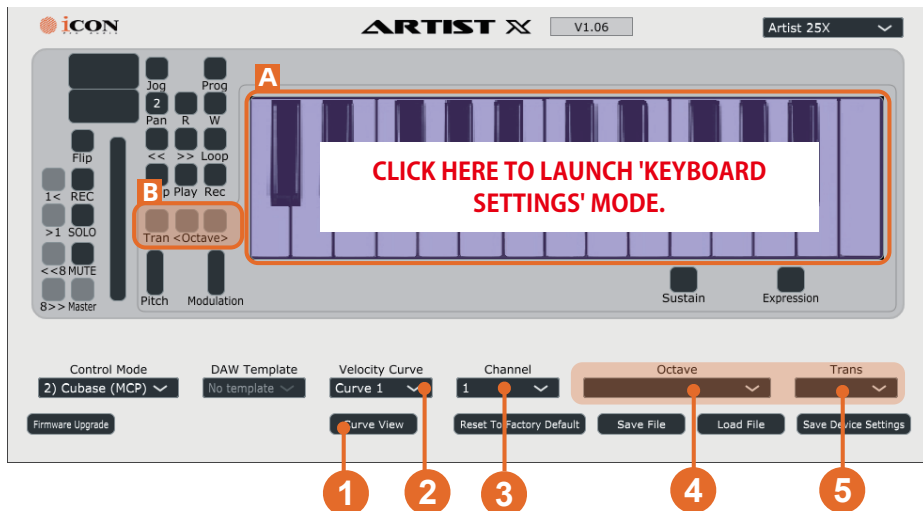 iCON
ARTIST X
V1.06
Artist 25X
A
Jog Prog
2
Pan R W
Flip
<< >> Loop
B
p Play Rec
1< REC
>1 SOLO
Tran <Octave>
<<8 MUTE
8>> Master
Pitch Modulation
CLICK HERE TO LAUNCH 'KEYBOARD
SETTINGS' MODE.
Sustain Expression
Control Mode DAW Template Velocity Curve Channel Octave Trans
2) Cubase (MCP) No template Curve 1 1
Firmware Upgrade Curve View Reset To Factory Default Save File Load File Save Device Settings
1 2 3 4 5